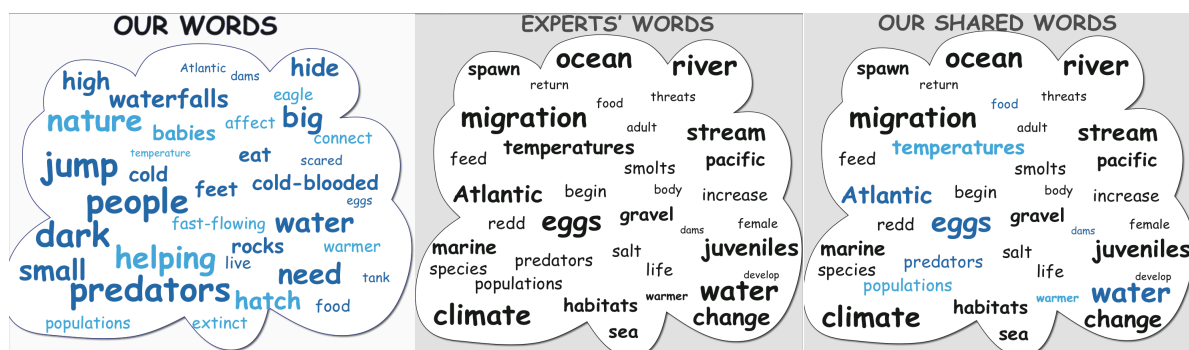 OUR WORDS
Atlantic
hide
high
dams
waterfalls
eagle
nature
babies
affect
big
connect
jump
temperature
eat
scared
cold
feet
cold-blooded
people
eggs
fast-flowing
water
dark
rocks
warmer
helping
live
small
need
tank
predators
hatch
food
populations
extinct
EXPERTS' WORDS
spawn
ocean
river
return
food
threats
migration
adult
stream
temperatures
feed
smolts
pacific
Atlantic
begin
body
increase
redd
eggs
gravel
dams
female
marine
salt
juveniles
species
predators
life
develop
populations
warmer
water
habitats
climate
sea
change
OUR SHARED WORDS
spawn
ocean
river
return
food
threats
migration
adult
stream
temperatures
feed
smolts
pacific
Atlantic
begin
body
increase
redd
eggs
gravel
dams
female
marine
salt
juveniles
species
predators
life
develop
populations
warmer
water
habitats
climate
sea
change